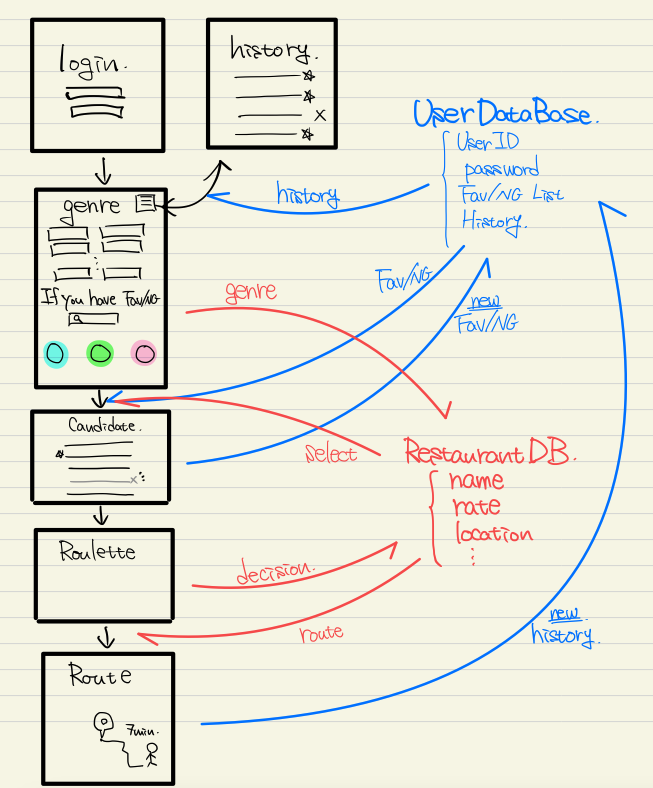 login.
history.
genre
If you have Fav/NG
Candidate.
Roulette
Route
7min.
UserDataBase.
UserID
password
Fav/NG List
History.
history
Fav/NG
new
Fav/NG
genre
select
RestaurantDB.
name
rate
location
⋮
decision.
route
new
history.